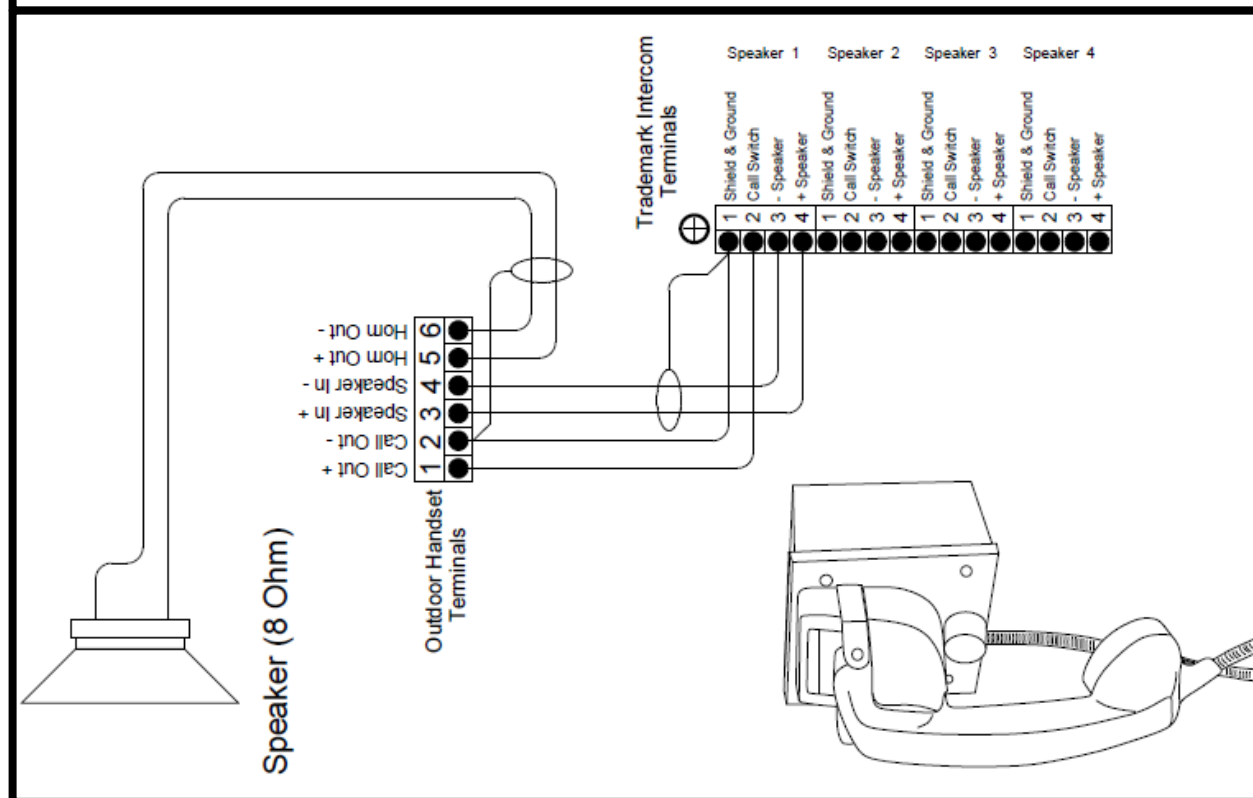 Speaker 1 Speaker 2 Speaker 3 Speaker 4
Trademark Intercom
Terminals
Shield & Ground
Call Switch
- Speaker
+ Speaker
Shield & Ground
Call Switch
- Speaker
+ Speaker
Shield & Ground
Call Switch
- Speaker
+ Speaker
Shield & Ground
Call Switch
- Speaker
+ Speaker
1 2 3 4 1 2 3 4 1 2 3 4 1 2 3 4
Horn Out - 6
Horn Out + 5
Speaker In - 4
Speaker In + 3
Call Out - 2
Call Out + 1
Outdoor Handset
Terminals
Speaker (8 Ohm)